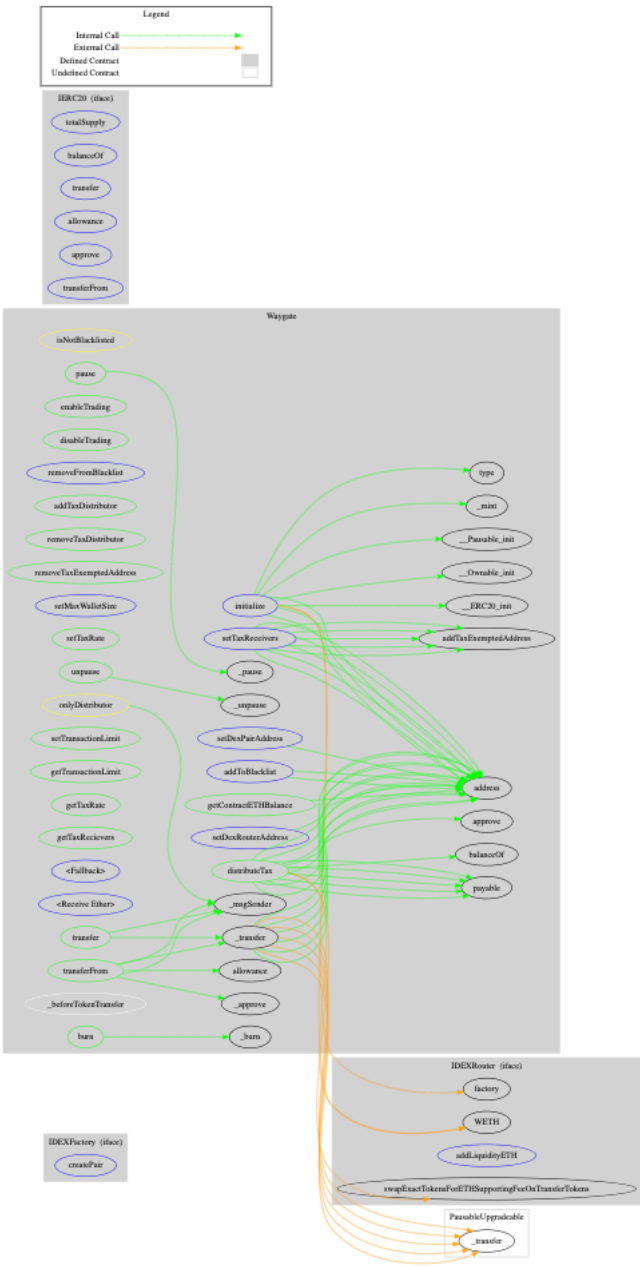 Legend
Internal Call
External Call
Defined Contract
Undefined Contract
IERC20 (iface)
totalSupply
balanceOf
transfer
allowance
approve
transferFrom
Waygate
isNotBlacklisted
pause
enableTrading
disableTrading
removeFromBlacklist
addTaxDistributor
removeTaxDistributor
removeTaxExemptedAddress
setMaxWalletSize
setTaxRate
unpause
onlyDistributor
setTransactionLimit
getTransactionLimit
getTaxRate
getTaxRecievers
<Fallback>
<Receive Ether>
transfer
transferFrom
_beforeTokenTransfer
burn
initialize
setTaxReceivers
_pause
_unpause
setDexPairAddress
addToBlacklist
getContractETHBalance
setDexRouterAddress
distributeTax
_msgSender
_transfer
allowance
_approve
_burn
type
_mint
__Pausable_init
__Ownable_init
__ERC20_init
addTaxExemptedAddress
address
approve
balanceOf
payable
IDEXRouter (iface)
factory
WETH
addLiquidityETH
swapExactTokensForETHSupportingFeeOnTransferTokens
IDEXFactory (iface)
createPair
PausableUpgradeable
_transfer